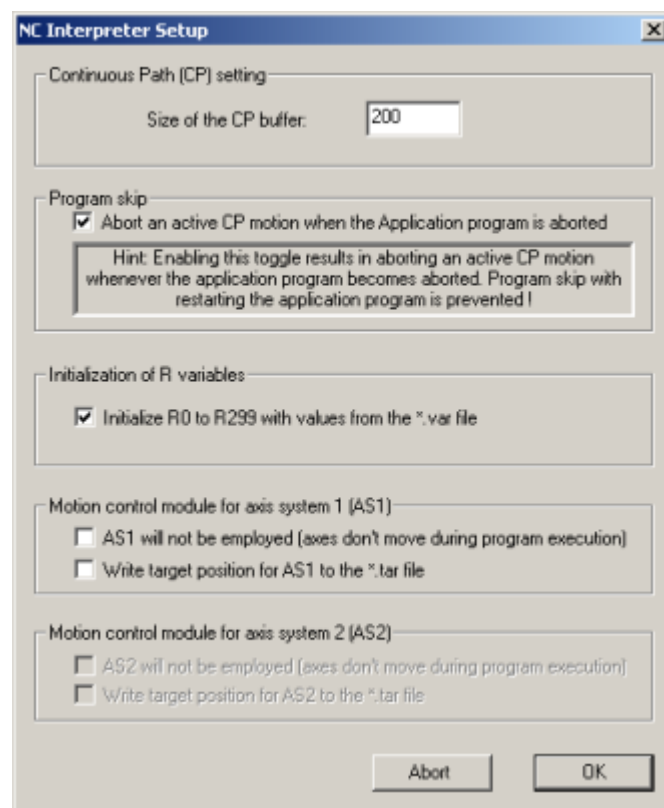 NC Interpreter Setup
Continuous Path (CP) setting
Size of the CP buffer: 200
Program skip
Abort an active CP motion when the Application program is aborted
Hint: Enabling this toggle results in aborting an active CP motion
whenever the application program becomes aborted. Program skip with
restarting the application program is prevented !
Initialization of R variables
Initialize R0 to R299 with values from the *.var file
Motion control module for axis system 1 (AS1)
AS1 will not be employed (axes don't move during program execution)
Write target position for AS1 to the *.tar file
Motion control module for axis system 2 (AS2)
AS2 will not be employed (axes don't move during program execution)
Write target position for AS2 to the *.tar file
Abort OK